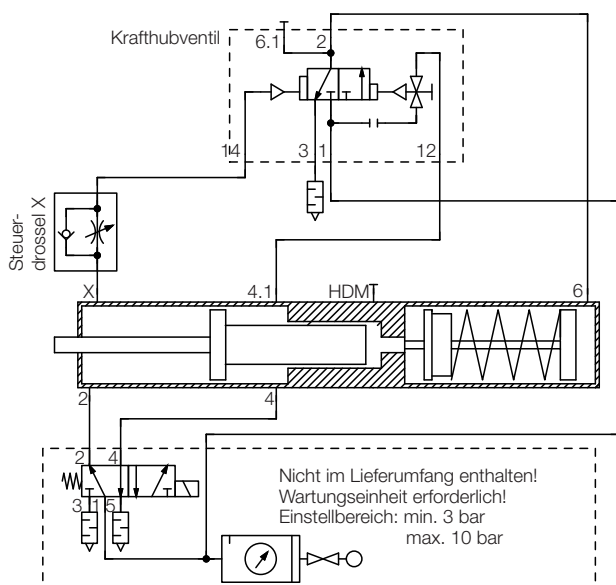 Krafthubventil
6.1
2
14
3
1
12
Steuer-
drossel X
X
4.1
HDM
6
2
4
2
4
3
1
5
Nicht im Lieferumfang enthalten!
Wartungseinheit erforderlich!
Einstellbereich: min. 3 bar
max. 10 bar